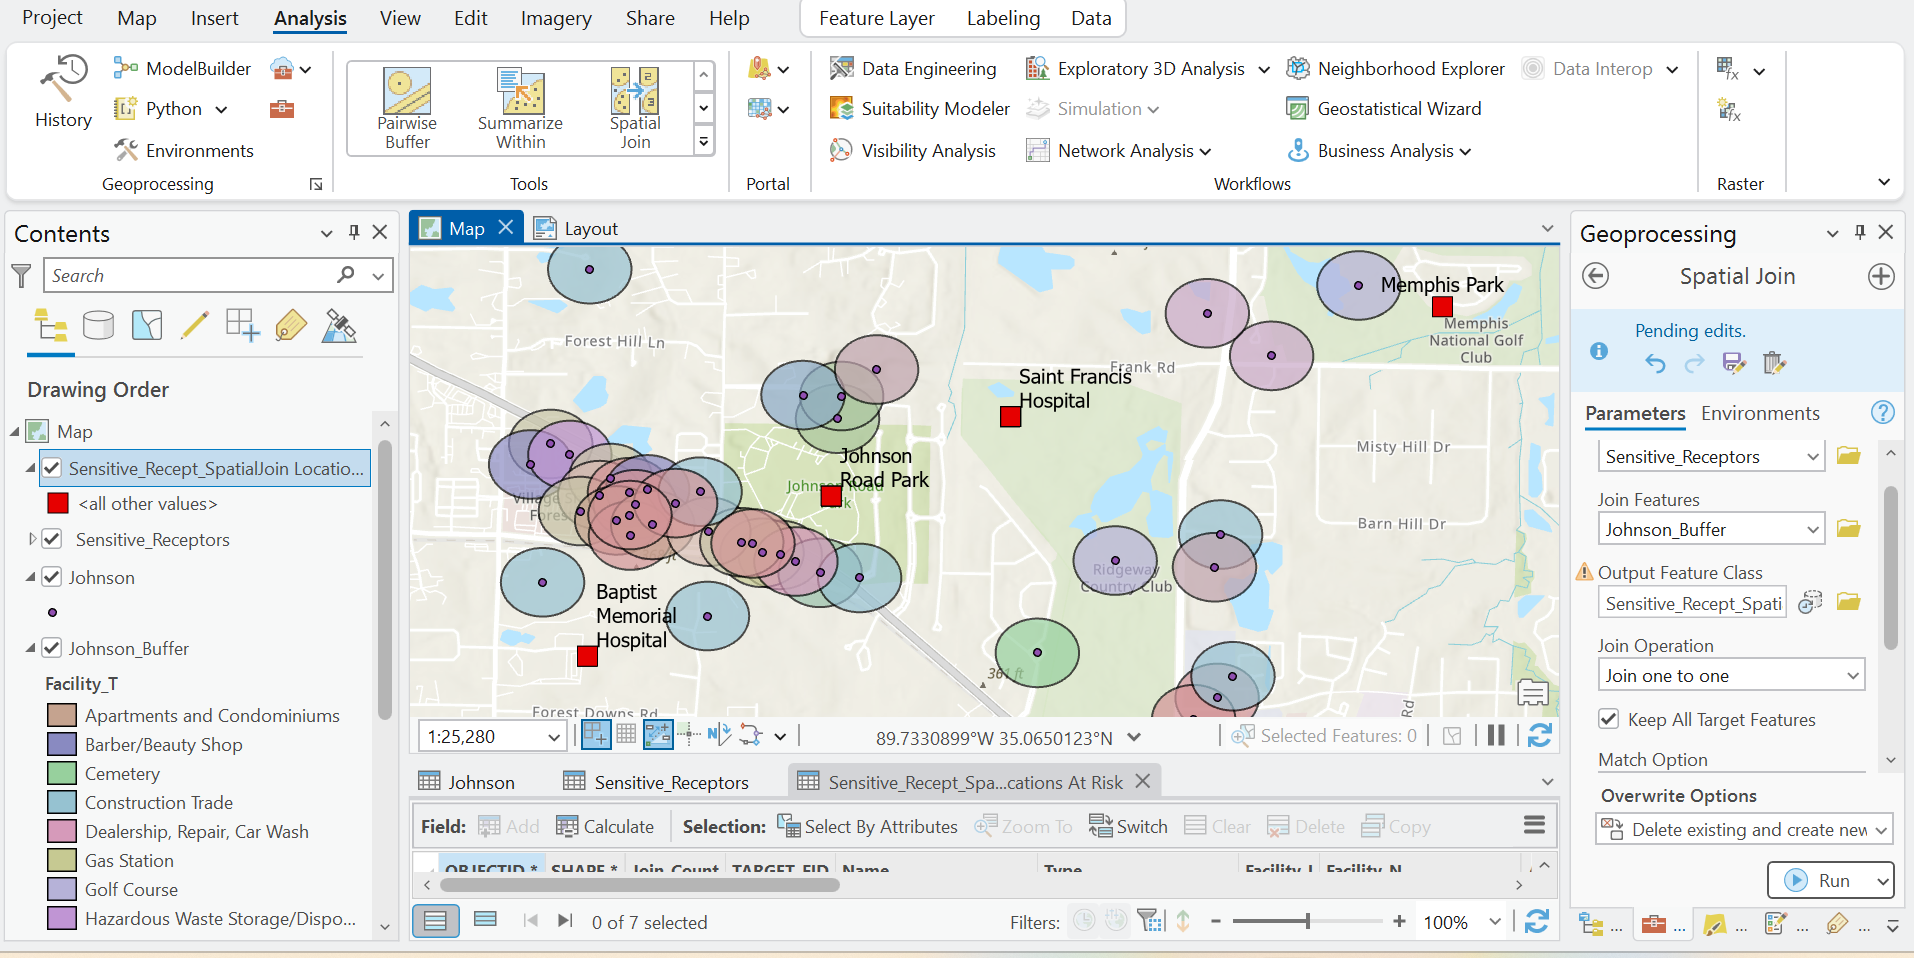 Project Map Insert Analysis View Edit Imagery Share Help Feature Layer Labeling Data
History
ModelBuilder
Python
Environments
Geoprocessing
Pairwise
Buffer
Summarize
Within
Spatial
Join
Tools
Portal
Data Engineering Exploratory 3D Analysis Neighborhood Explorer Data Interop
Suitability Modeler Simulation Geostatistical Wizard
Visibility Analysis Network Analysis Business Analysis
Workflows
Raster
Contents
Search
Drawing Order
Map
Sensitive_Recept_SpatialJoin Locatio...
<all other values>
Sensitive_Receptors
Johnson
Johnson_Buffer
Facility_T
Apartments and Condominiums
Barber/Beauty Shop
Cemetery
Construction Trade
Dealership, Repair, Car Wash
Gas Station
Golf Course
Hazardous Waste Storage/Dispo...
Map Layout
Memphis Park
Memphis
National Golf
Club
Forest Hill Ln
Frank Rd
Saint Francis
Hospital
Misty Hill Dr
Johnson
Road Park
Barn Hill Dr
Ridgeway
Country Club
Baptist
Memorial
Hospital
361 ft
Forest Downs Rd
Rd
1:25,280
89.7330899°W 35.0650123°N
Selected Features: 0
Johnson Sensitive_Receptors Sensitive_Recept_Spa...cations At Risk
Field: Add Calculate Selection: Select By Attributes Zoom To Switch Clear Delete Copy
OBJECTID * SHAPE * Join_Count TARGET_FID Name Type Facility_I Facility_N
0 of 7 selected
Filters:
100%
Geoprocessing
Spatial Join
Pending edits.
Parameters Environments
Sensitive_Receptors
Join Features
Johnson_Buffer
Output Feature Class
Sensitive_Recept_Spati
Join Operation
Join one to one
Keep All Target Features
Match Option
Overwrite Options
Delete existing and create new
Run